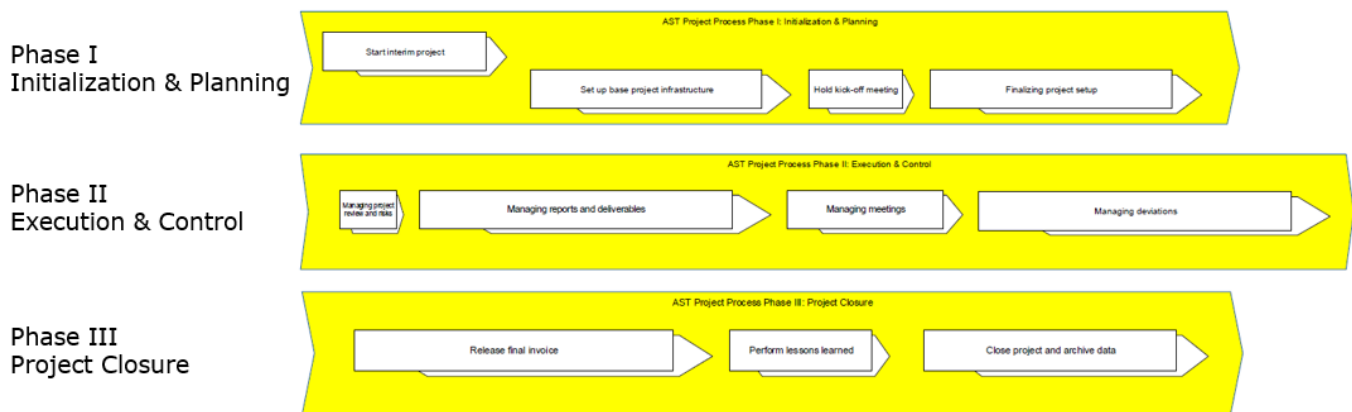 Phase I
Initialization & Planning
AST Project Process Phase I: Initialization & Planning
Start interim project
Set up base project infrastructure
Hold kick-off meeting
Finalizing project setup
Phase II
Execution & Control
AST Project Process Phase II: Execution & Control
Managing project
review and risks
Managing reports and deliverables
Managing meetings
Managing deviations
Phase III
Project Closure
AST Project Process Phase III: Project Closure
Release final invoice
Perform lessons learned
Close project and archive data